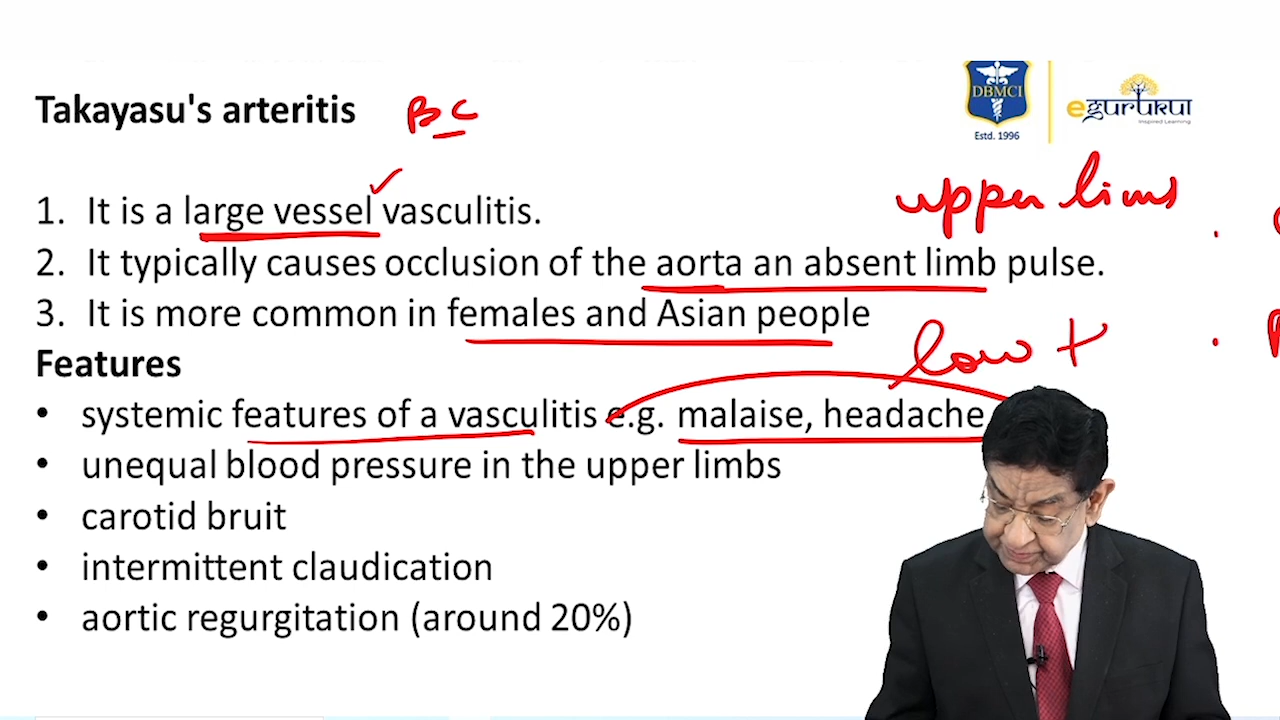 Takayasu's arteritis
BC
DBMCI
Estd. 1996
egurukul
Inspired Learning
upper limbs
1. It is a large vessel vasculitis.
2. It typically causes occlusion of the aorta an absent limb pulse.
3. It is more common in females and Asian people
low
Features
• systemic features of a vasculitis e.g. malaise, headache
• unequal blood pressure in the upper limbs
• carotid bruit
• intermittent claudication
• aortic regurgitation (around 20%)